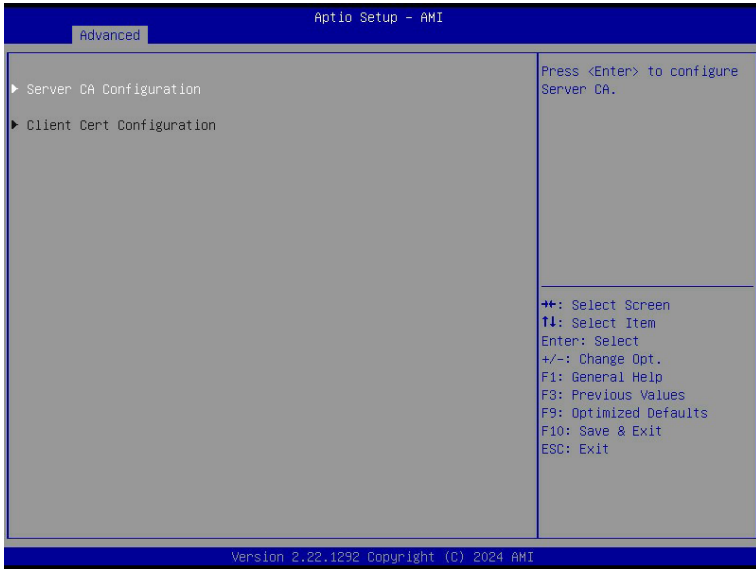 Aptio Setup – AMI
Advanced
▶ Server CA Configuration
▶ Client Cert Configuration
Press <Enter> to configure
Server CA.
→←: Select Screen
↑↓: Select Item
Enter: Select
+/-: Change Opt.
F1: General Help
F3: Previous Values
F9: Optimized Defaults
F10: Save & Exit
ESC: Exit
Version 2.22.1292 Copyright (C) 2024 AMI